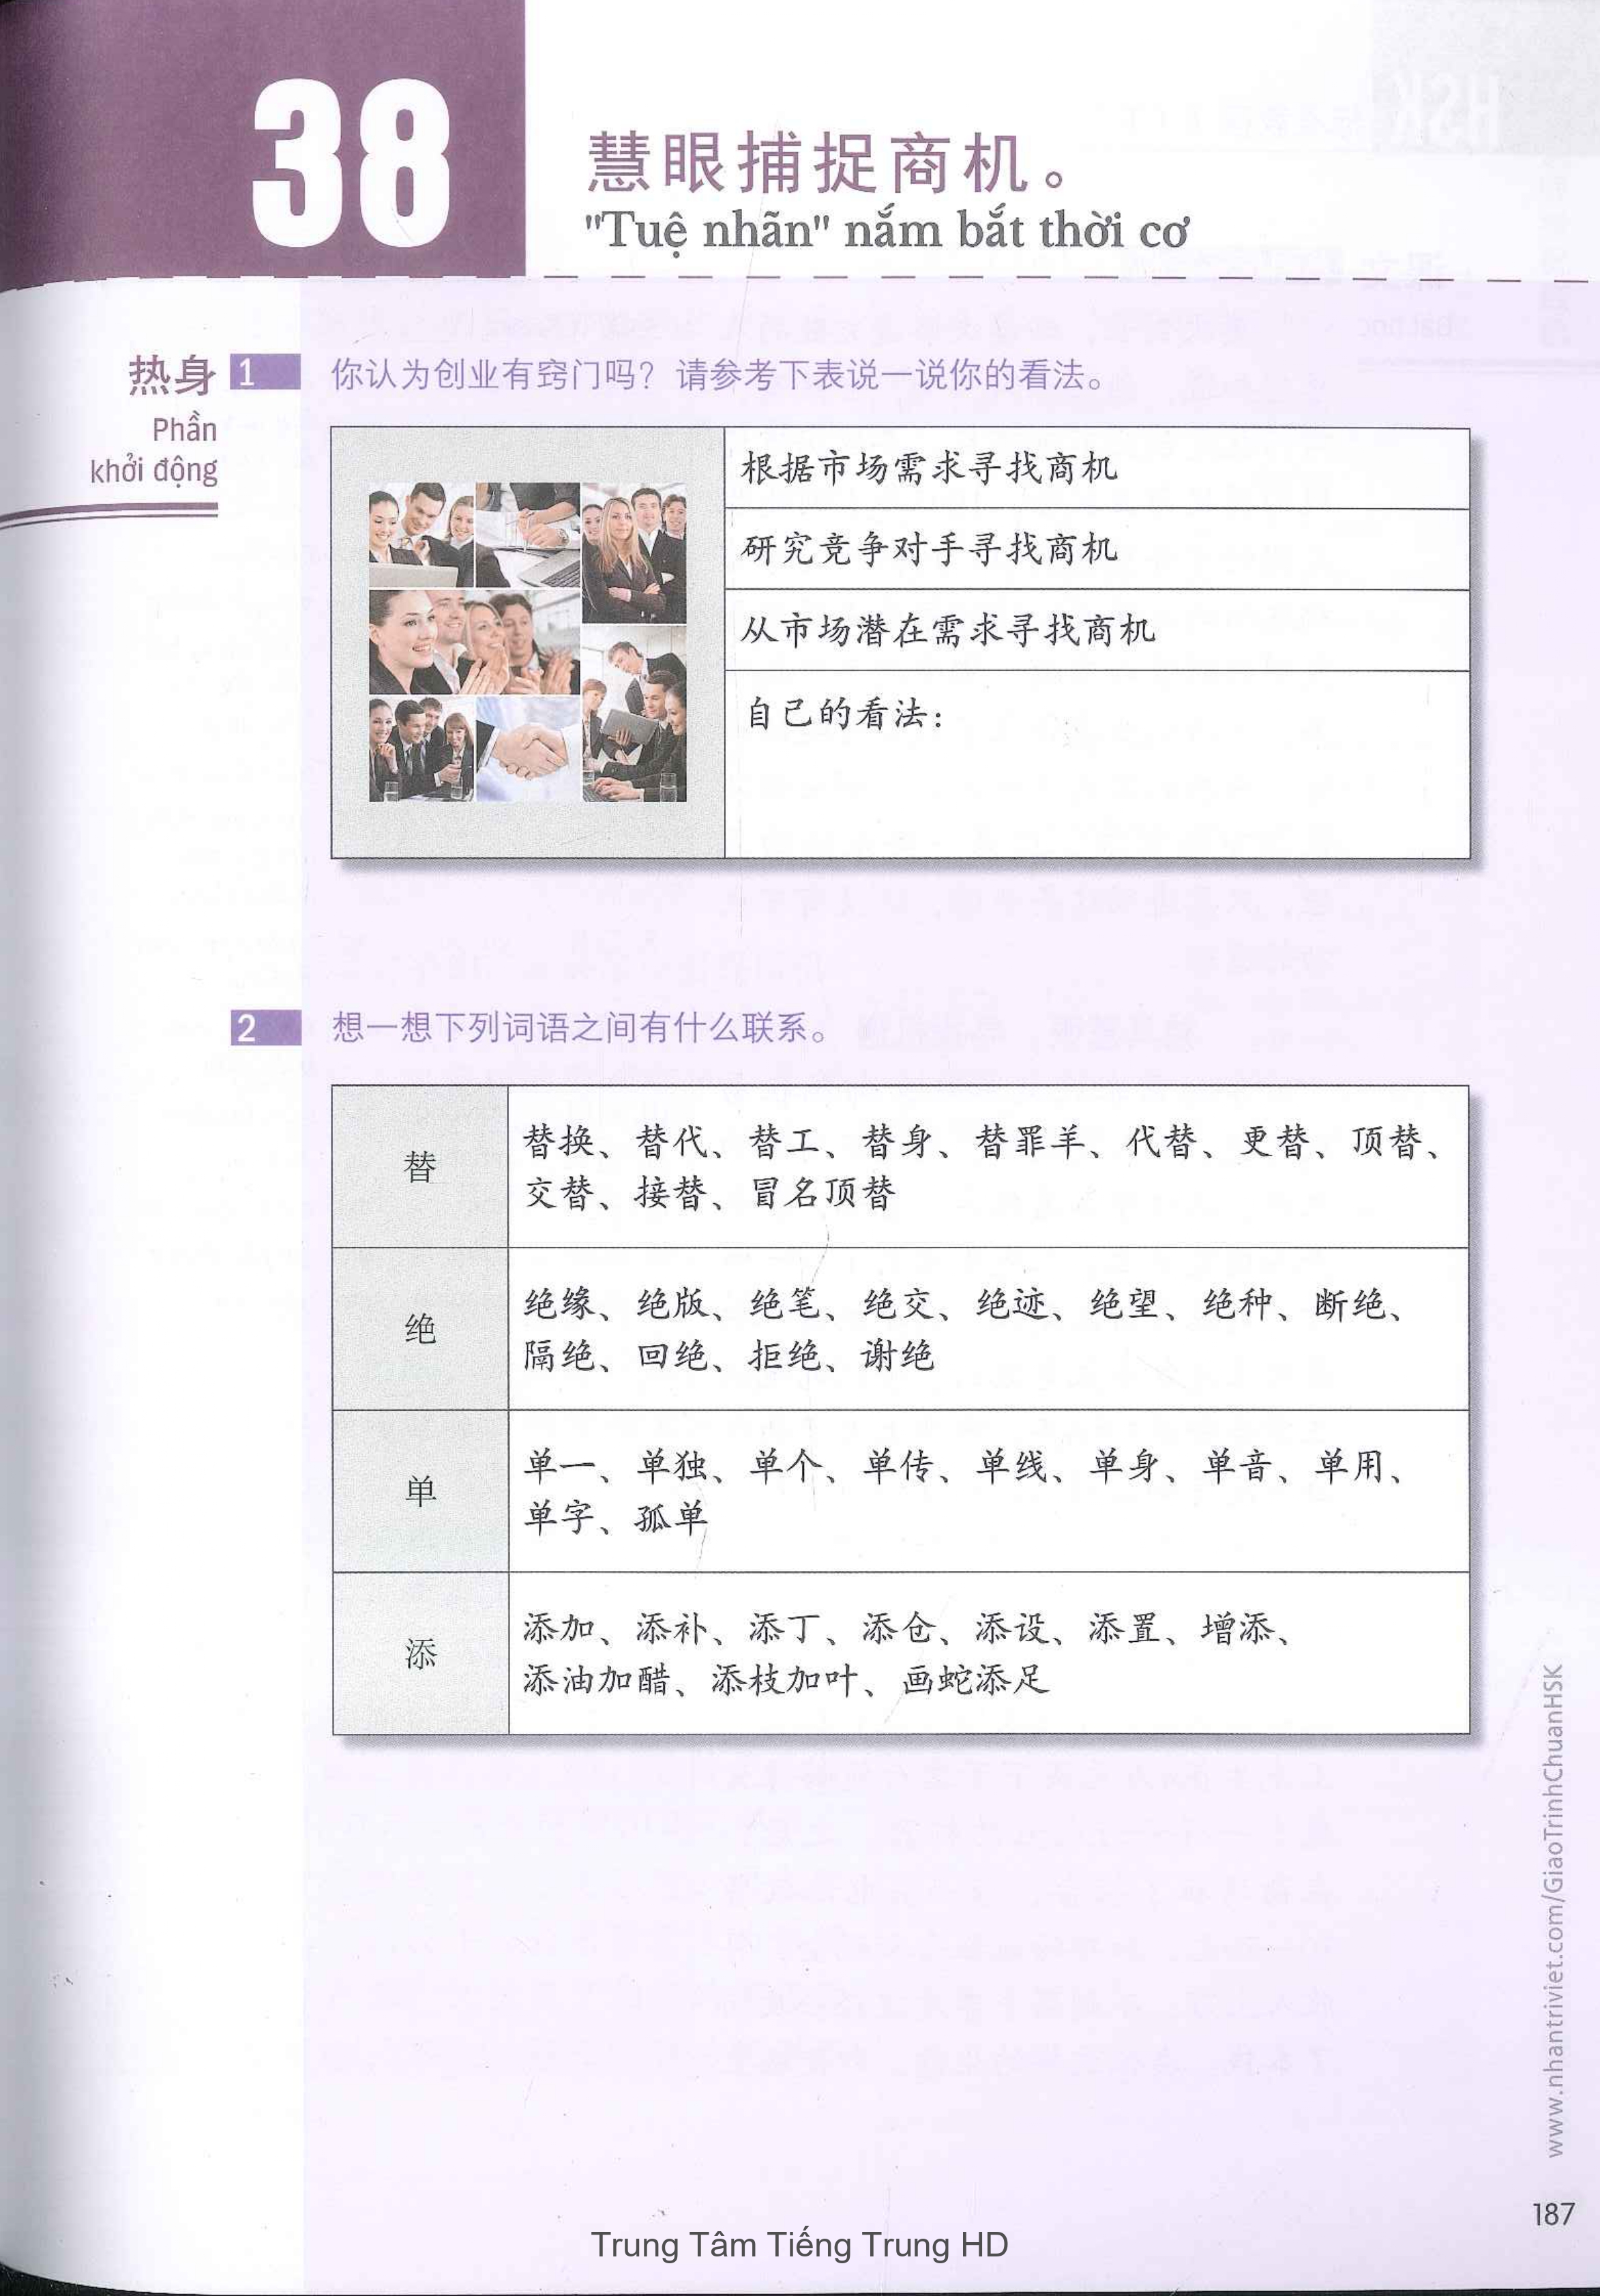 38
慧眼捕捉商机。
"Tuệ nhãn" nắm bắt thời cơ
热身
Phần
khởi động
1 你认为创业有窍门吗？请参考下表说一说你的看法。
根据市场需求寻找商机
研究竞争对手寻找商机
从市场潜在需求寻找商机
自己的看法：
2 想一想下列词语之间有什么联系。
替
替换、替代、替工、替身、替罪羊、代替、更替、顶替、
交替、接替、冒名顶替
绝
绝缘、绝版、绝笔、绝交、绝迹、绝望、绝种、断绝、
隔绝、回绝、拒绝、谢绝
单
单一、单独、单个、单传、单线、单身、单音、单用、
单字、孤单
添
添加、添补、添丁、添仓、添设、添置、增添、
添油加醋、添枝加叶、画蛇添足
www.nhantriviet.com/GiaoTrinhChuanHSK
187
Trung Tâm Tiếng Trung HD